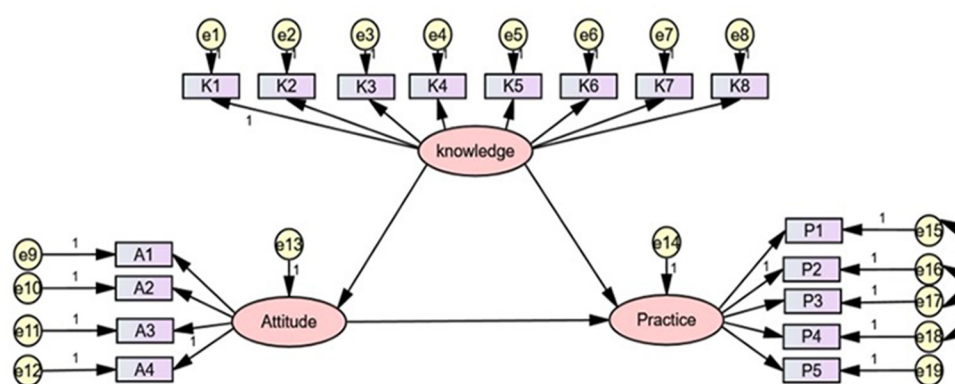 e1 e2 e3 e4 e5 e6 e7 e8
1 1 1 1 1 1 1 1
K1 K2 K3 K4 K5 K6 K7 K8
1
knowledge
e9 1 A1
e10 1 A2
e11 1 A3
e12 1 A4
1
e13
1
Attitude
e14
1
Practice
1
P1 1 e15
P2 1 e16
P3 1 e17
P4 1 e18
P5 1 e19